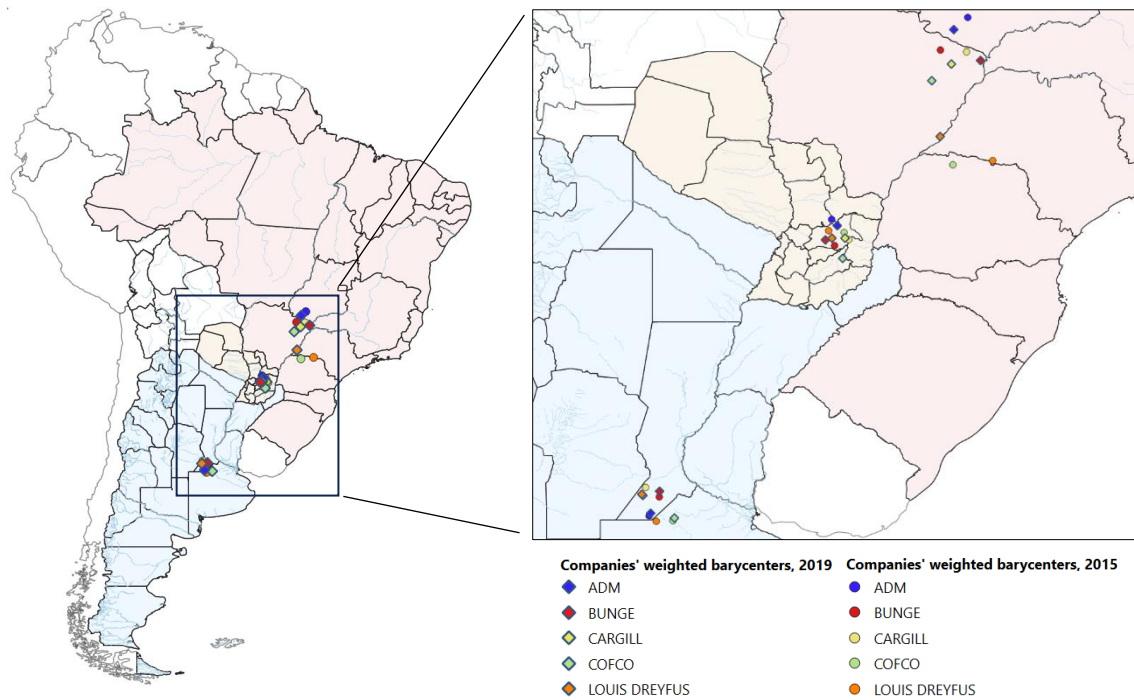 Companies' weighted barycenters, 2019
ADM
BUNGE
CARGILL
COFCO
LOUIS DREYFUS
Companies' weighted barycenters, 2015
ADM
BUNGE
CARGILL
COFCO
LOUIS DREYFUS